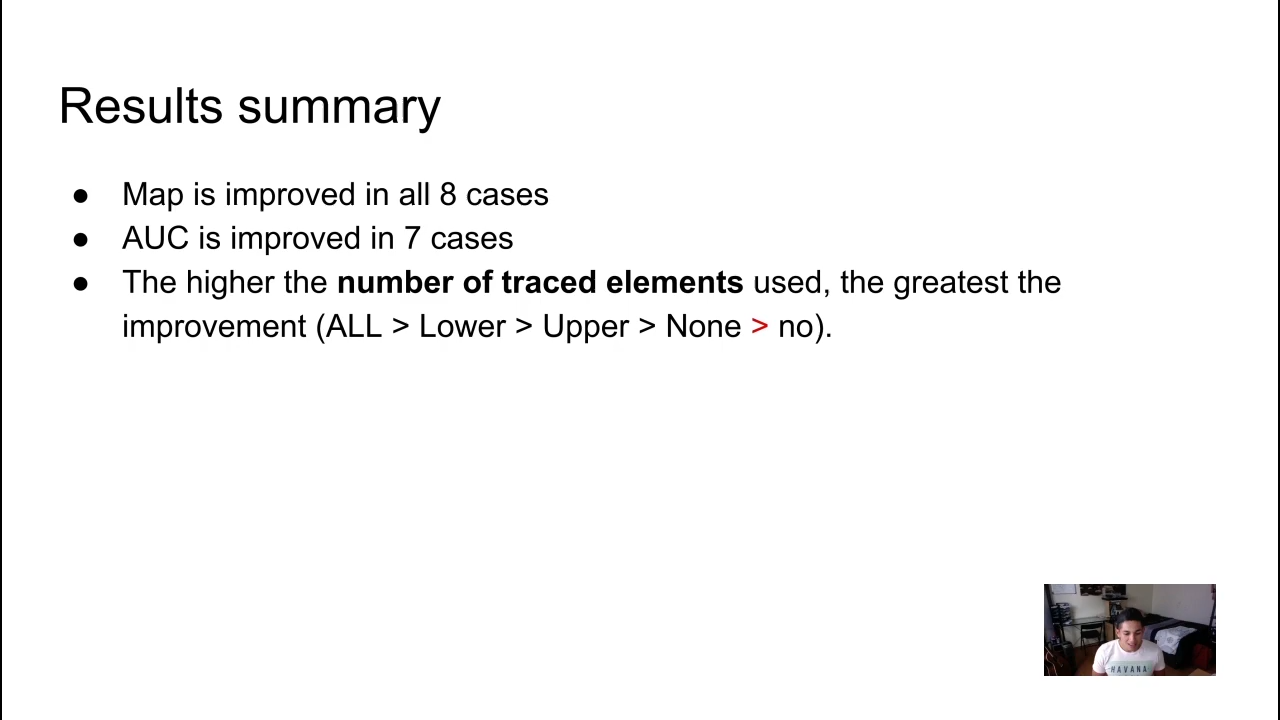 Results summary
● Map is improved in all 8 cases
● AUC is improved in 7 cases
● The higher the number of traced elements used, the greatest the
improvement (ALL > Lower > Upper > None > no).
HAVANA